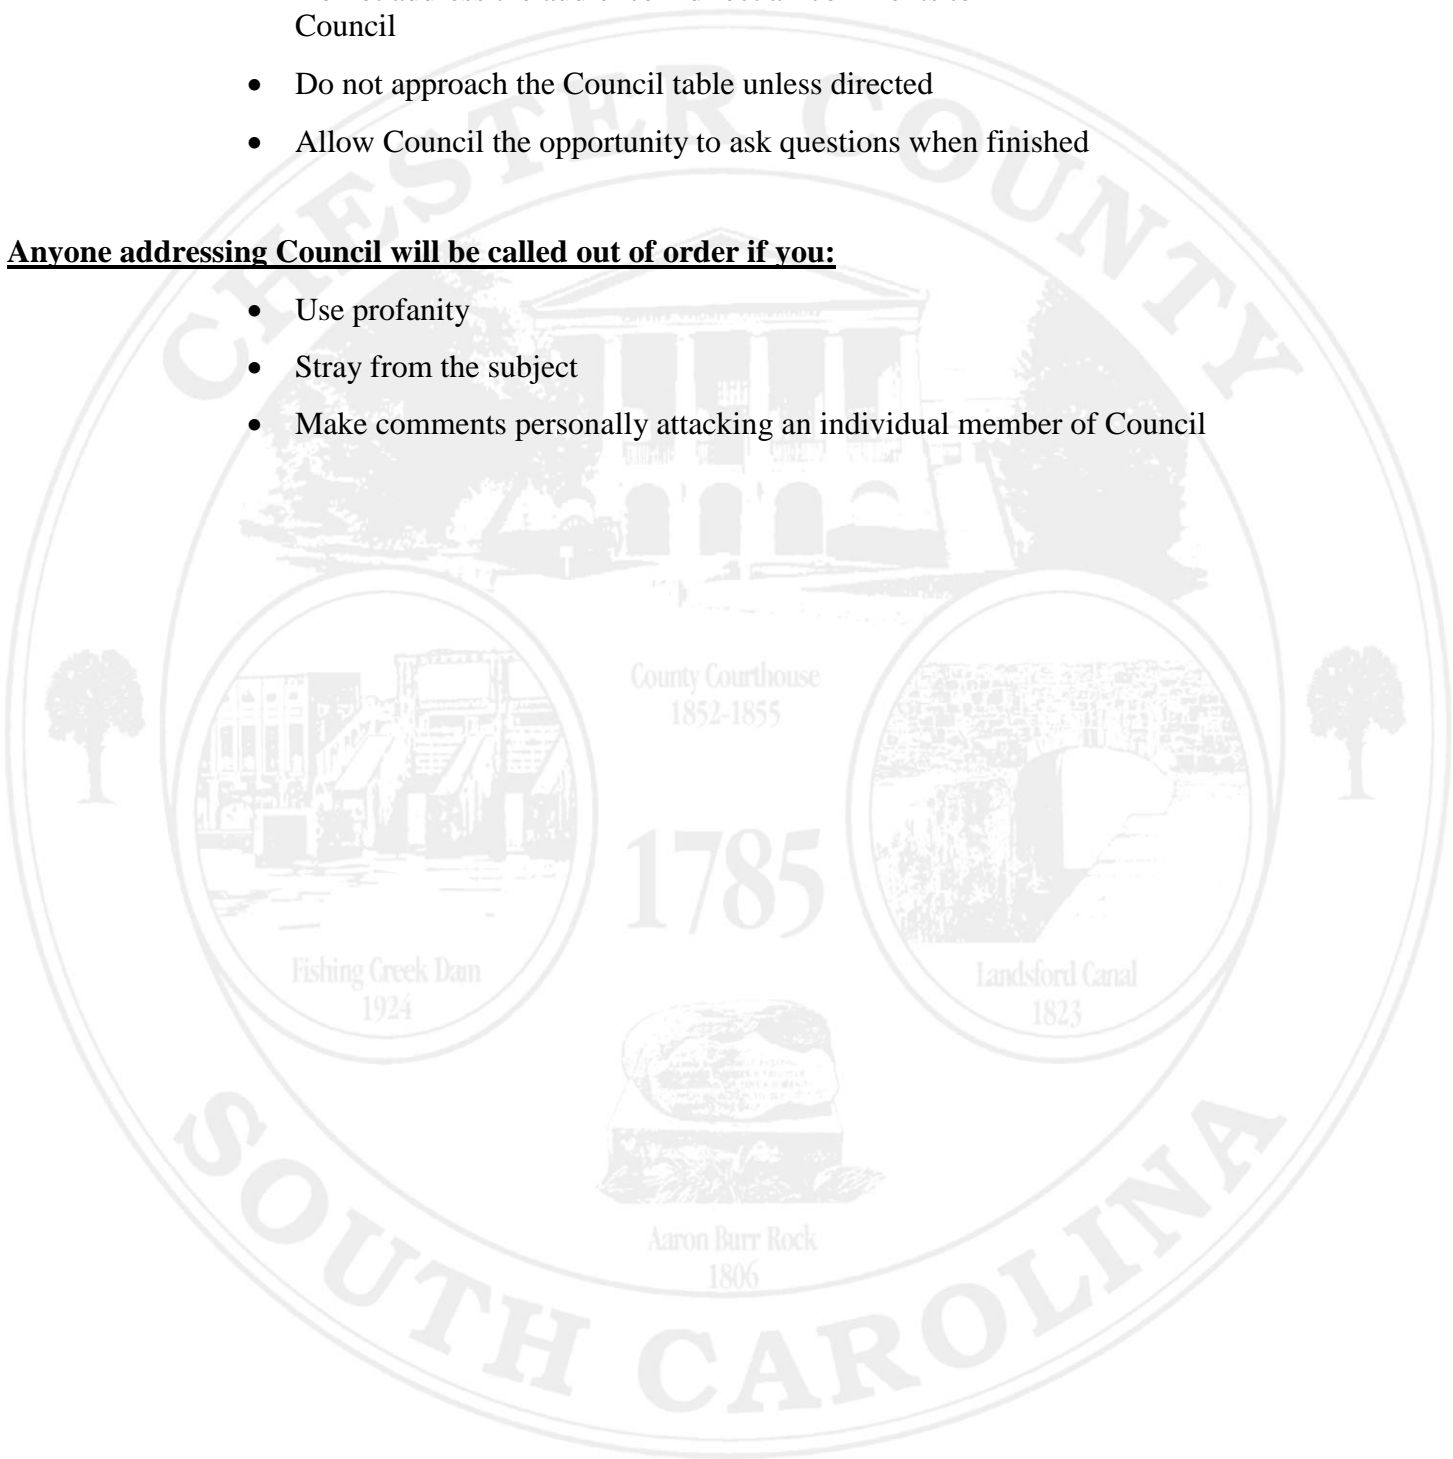 Council
• Do not approach the Council table unless directed
• Allow Council the opportunity to ask questions when finished
Anyone addressing Council will be called out of order if you:
• Use profanity
• Stray from the subject
• Make comments personally attacking an individual member of Council
CHESTER COUNTY
County Courthouse
1852-1855
1785
Fishing Creek Dam
1924
Landsford Canal
1823
Aaron Burr Rock
1806
SOUTH CAROLINA